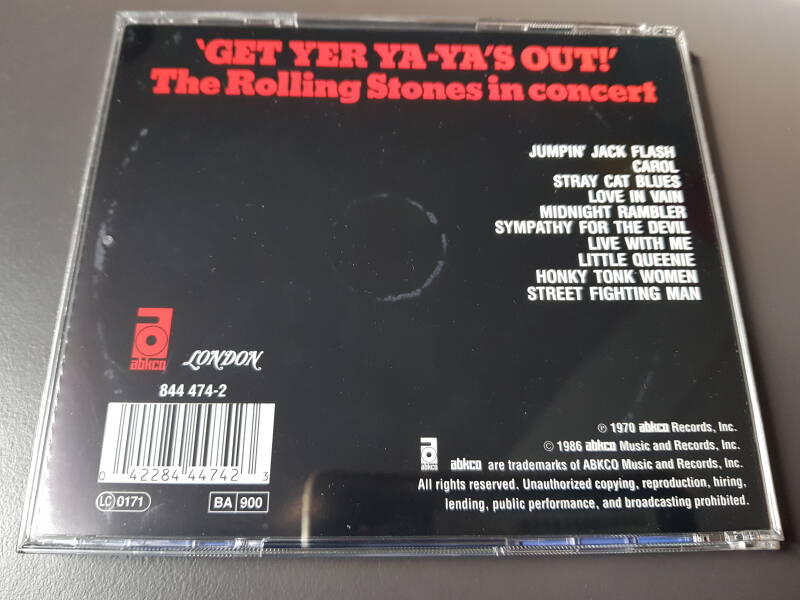 'GET YER YA-YA'S OUT!'
The Rolling Stones in concert
JUMPIN' JACK FLASH
CAROL
STRAY CAT BLUES
LOVE IN VAIN
MIDNIGHT RAMBLER
SYMPATHY FOR THE DEVIL
LIVE WITH ME
LITTLE QUEENIE
HONKY TONK WOMEN
STREET FIGHTING MAN
abkco LONDON
844 474-2
0 42284 44742 3
LC 0171 BA 900
℗ 1970 abkco Records, Inc.
© 1986 abkco Music and Records, Inc.
abkco abkco are trademarks of ABKCO Music and Records, Inc.
All rights reserved. Unauthorized copying, reproduction, hiring,
lending, public performance, and broadcasting prohibited.